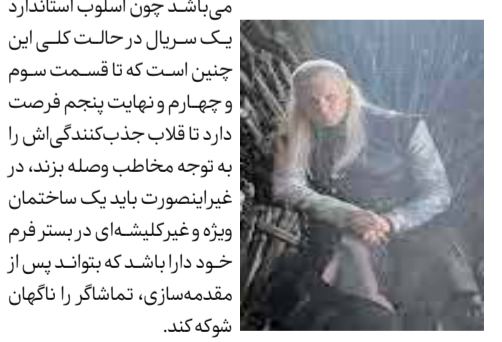 می‌باشد چون اسلوب استاندارد
یک سریال در حالت کلی این
چنین است که تا قسمت سوم
و چهارم و نهایت پنجم فرصت
دارد تا قلاب جذب‌کنندگی‌اش را
به توجه مخاطب وصله بزند، در
غیراینصورت باید یک ساختمان
ویژه و غیرکلیشه‌ای در بستر فرم
خود دارا باشد که بتواند پس از
مقدمه‌سازی، تماشاگر را ناگهان
شوکه کند.